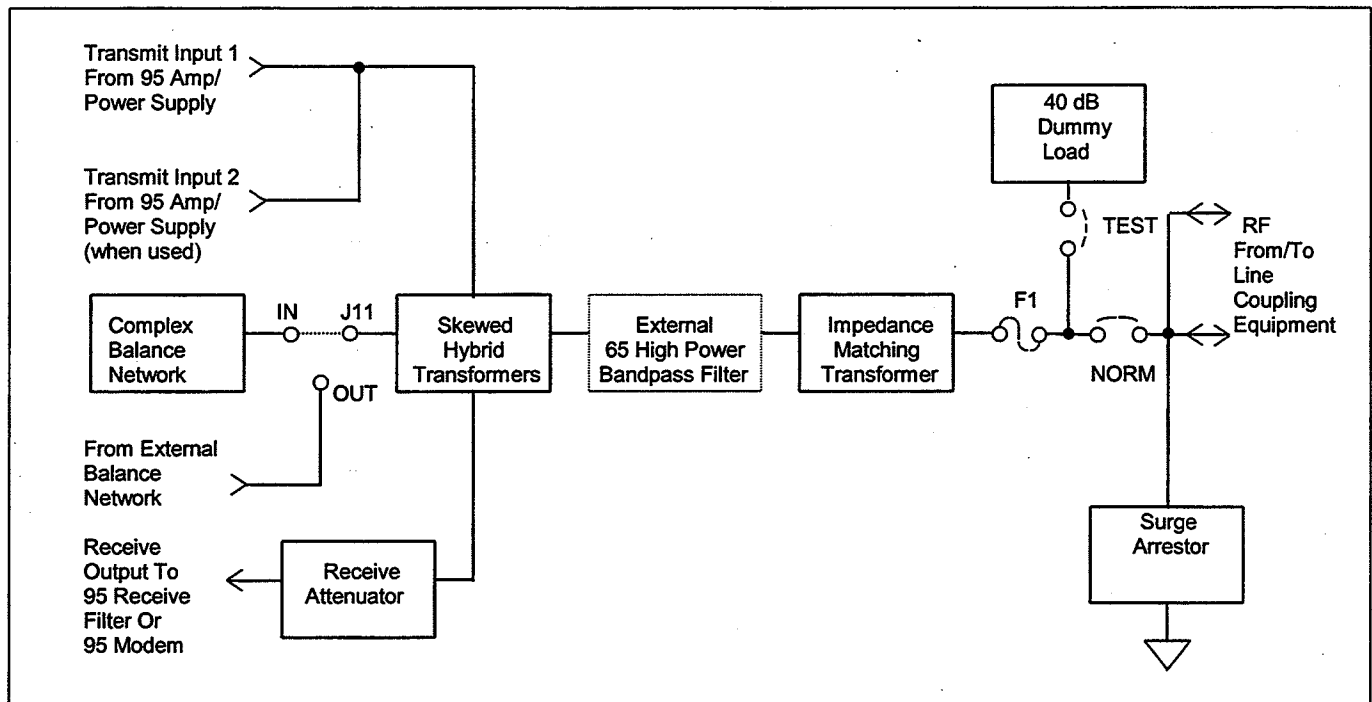 Transmit Input 1
From 95 Amp/
Power Supply
Transmit Input 2
From 95 Amp/
Power Supply
(when used)
40 dB
Dummy
Load
TEST
RF
From/To
Line
Coupling
Equipment
Complex
Balance
Network
IN
J11
OUT
Skewed
Hybrid
Transformers
External
65 High Power
Bandpass Filter
Impedance
Matching
Transformer
F1
NORM
From External
Balance
Network
Receive
Output To
95 Receive
Filter Or
95 Modem
Receive
Attenuator
Surge
Arrestor